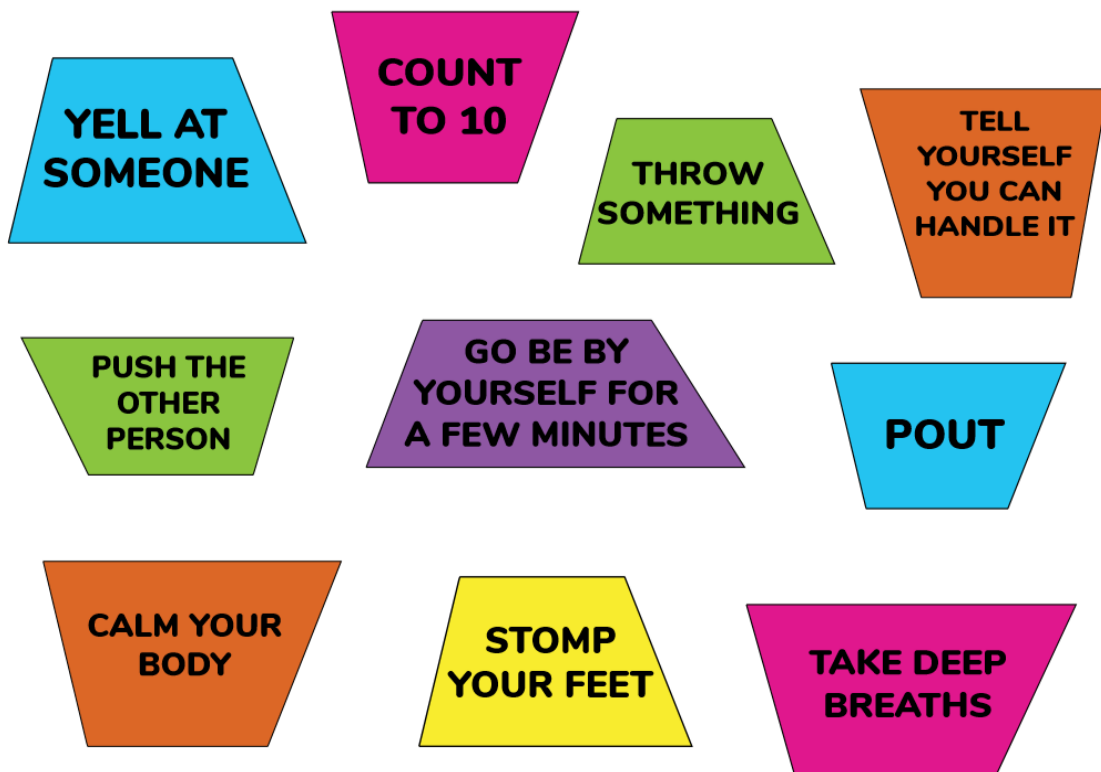 YELL AT
SOMEONE
COUNT
TO 10
THROW
SOMETHING
TELL
YOURSELF
YOU CAN
HANDLE IT
PUSH THE
OTHER
PERSON
GO BE BY
YOURSELF FOR
A FEW MINUTES
POUT
CALM YOUR
BODY
STOMP
YOUR FEET
TAKE DEEP
BREATHS